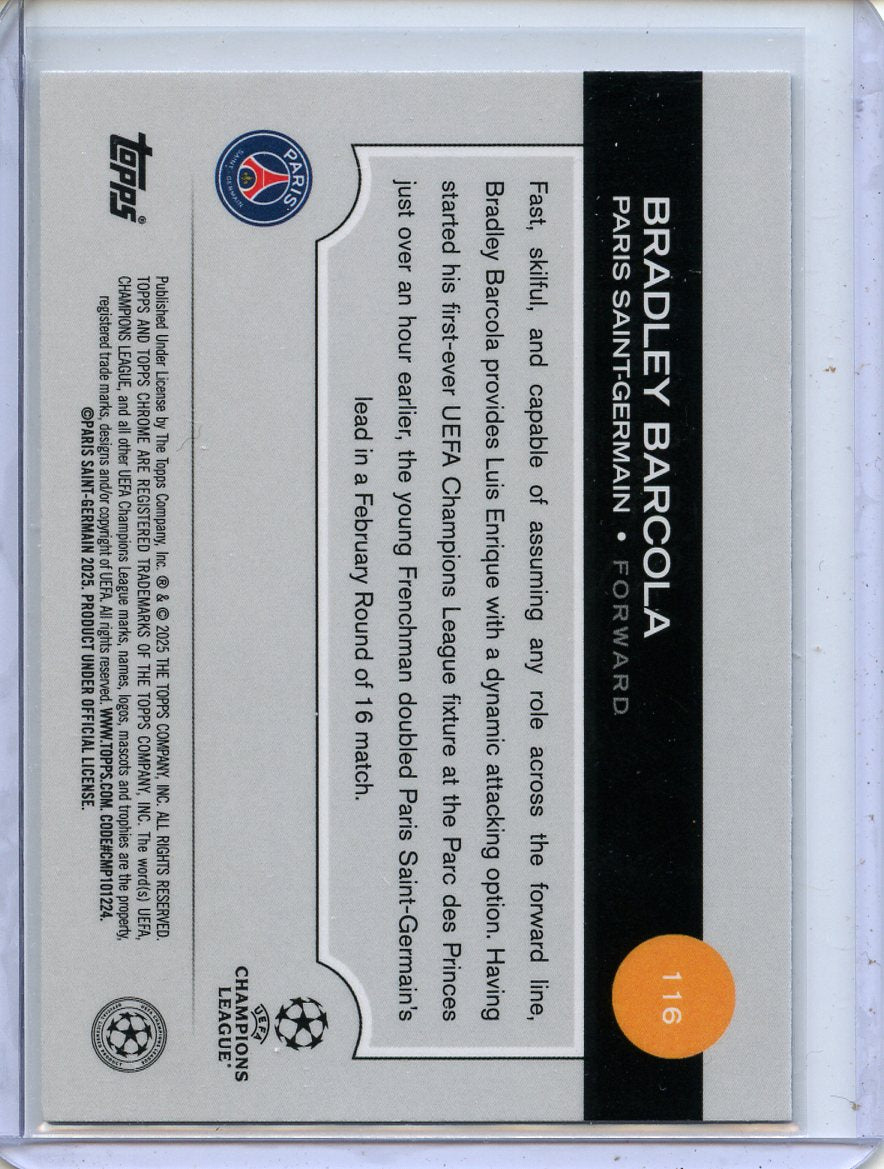 BRADLEY BARCOLA
PARIS SAINT-GERMAIN • FORWARD
116
Fast, skilful, and capable of assuming any role across the forward line,
Bradley Barcola provides Luis Enrique with a dynamic attacking option. Having
started his first-ever UEFA Champions League fixture at the Parc des Princes
just over an hour earlier, the young Frenchman doubled Paris Saint-Germain's
lead in a February Round of 16 match.
PARIS
SAINT-GERMAIN
UEFA
CHAMPIONS
LEAGUE®
topps®
Published Under License by The Topps Company, Inc. ® & © 2025 THE TOPPS COMPANY, INC. ALL RIGHTS RESERVED.
TOPPS AND TOPPS CHROME ARE REGISTERED TRADEMARKS OF THE TOPPS COMPANY, INC. The word(s) UEFA,
CHAMPIONS LEAGUE, and all other UEFA Champions League marks, names, logos, mascots and trophies are the property,
registered trade marks, designs and/or copyright of UEFA. All rights reserved. WWW.TOPPS.COM. CODE#CMP101224.
©PARIS SAINT-GERMAIN 2025. PRODUCT UNDER OFFICIAL LICENSE.